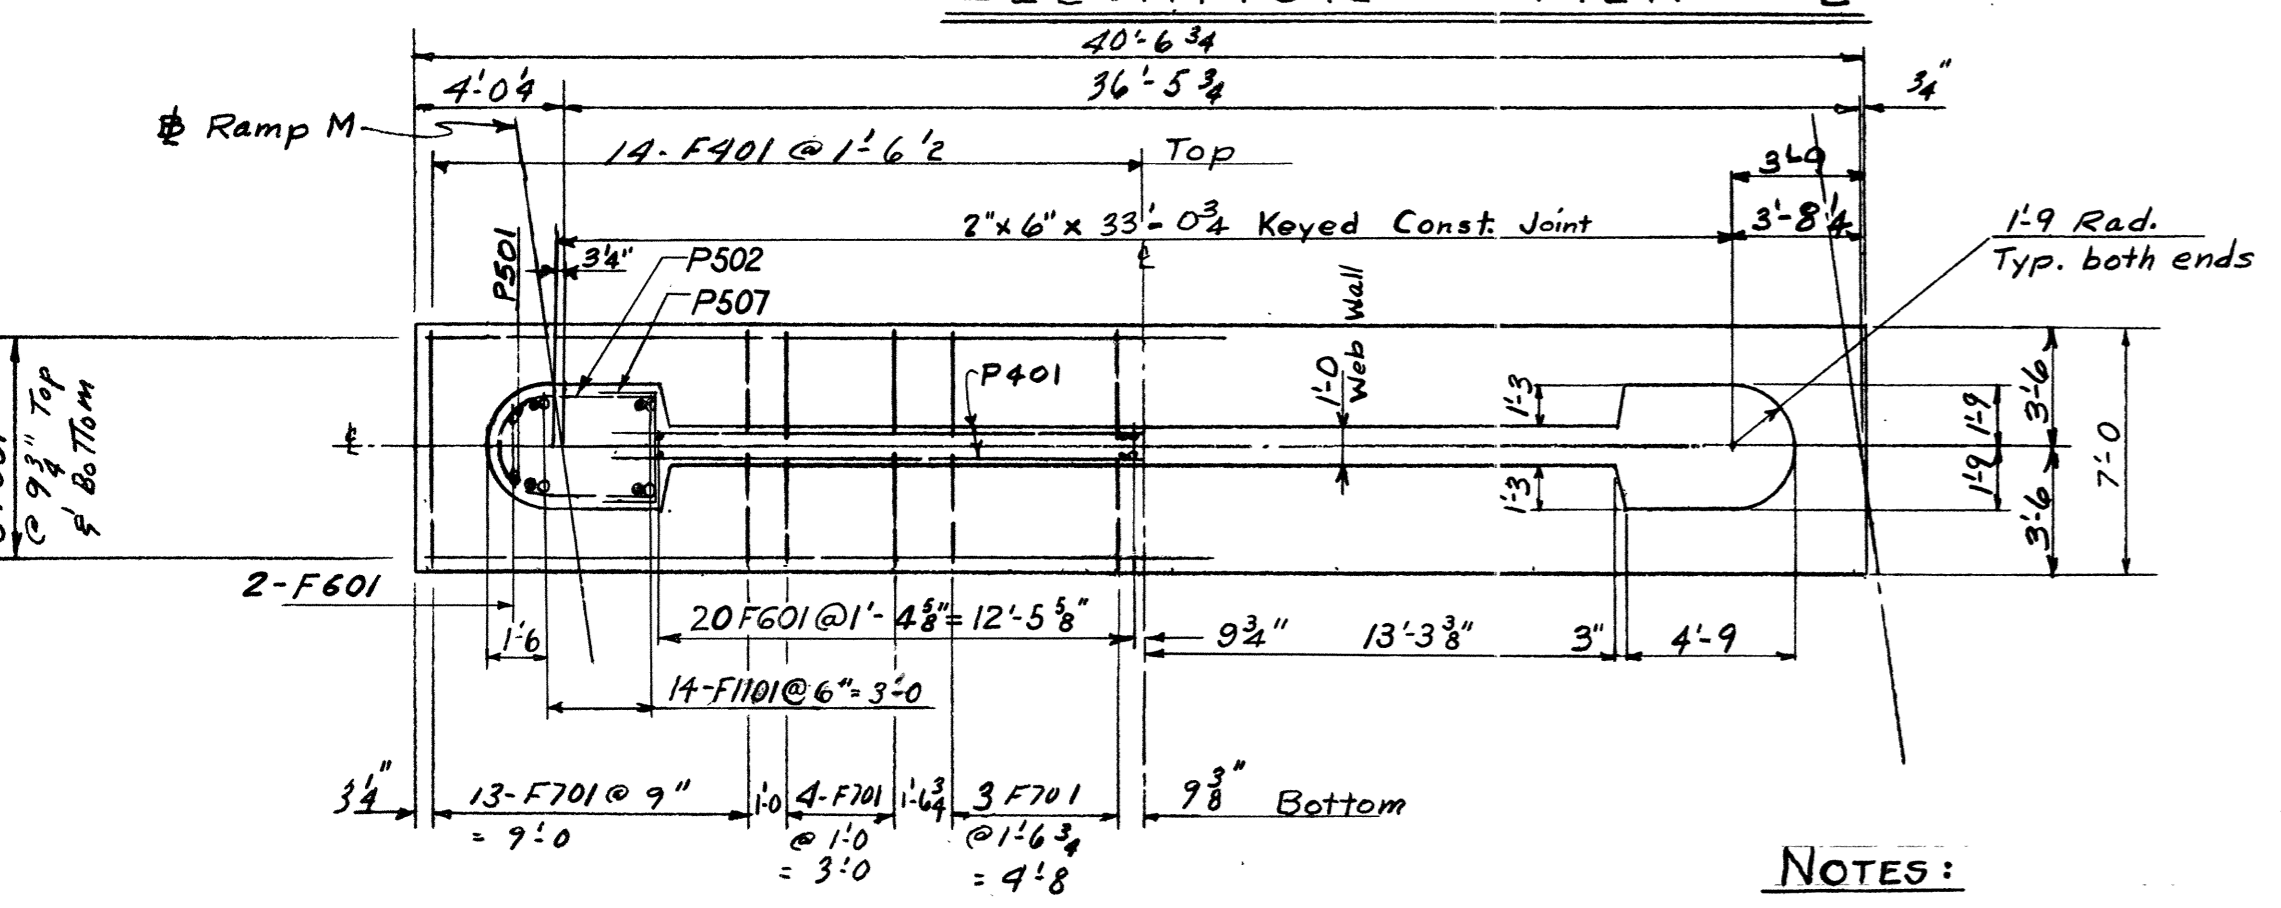 40'-6 3/4
4'-0 1/4
36'-5 3/4
3/4"
Ramp M
14- F401 @ 1'-6 1/2
Top
3'-0
2"x 6" x 33'-0 3/4 Keyed Const. Joint
3'-8 1/4
1'-9 Rad.
Typ. both ends
P501
3 1/4"
P502
P507
P401
1'-0
Web Wall
1'-3
1'-3
1'-9
1'-9
3'-6
3'-6
7'-0
@ 9 3/4" Top
& Bottom
2-F601
1'-6
20F601@1'-4 5/8"=12'-5 5/8"
9 3/4"
13'-3 3/8"
3"
4'-9
14-F1101@6"=3'-0
3 1/4"
13-F701@ 9"
= 9'-0
1'-0
4-F701
@ 1'-0
= 3'-0
1'-6 3/4
3 F701
@1'-6 3/4
= 4'-8
9 3/8"
Bottom
NOTES: